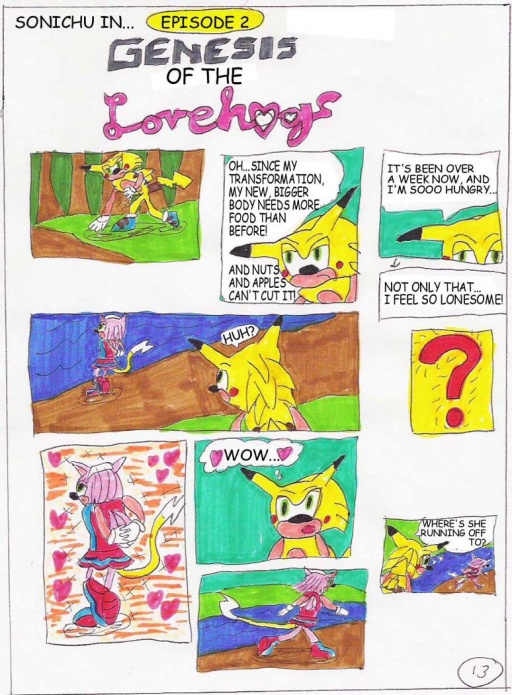 SONICHU IN...
EPISODE 2
GENESIS
OF THE
Lovehogs
OH...SINCE MY
TRANSFORMATION,
MY NEW, BIGGER
BODY NEEDS MORE
FOOD THAN
BEFORE!
AND NUTS
AND APPLES
CAN'T CUT IT!
IT'S BEEN OVER
A WEEK NOW, AND
I'M SOOO HUNGRY...
NOT ONLY THAT...
I FEEL SO LONESOME!
HUH?
?
WOW...
WHERE'S SHE
RUNNING OFF
TO?
13